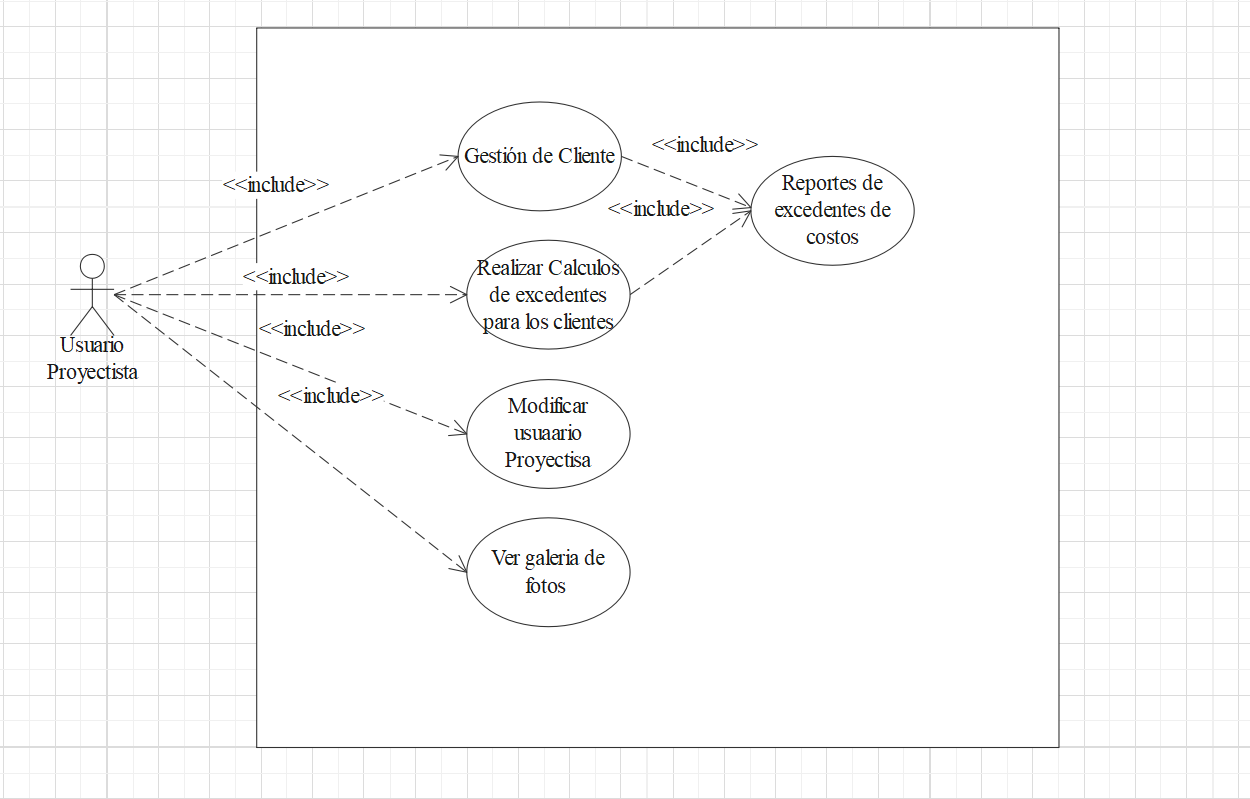 <<include>>
Gestión de Cliente
<<include>>
Reportes de
excedentes de
costos
<<include>>
<<include>>
Realizar Calculos
de excedentes
para los clientes
<<include>>
Usuario
Proyectista
<<include>>
Modificar
usuaario
Proyectisa
Ver galeria de
fotos